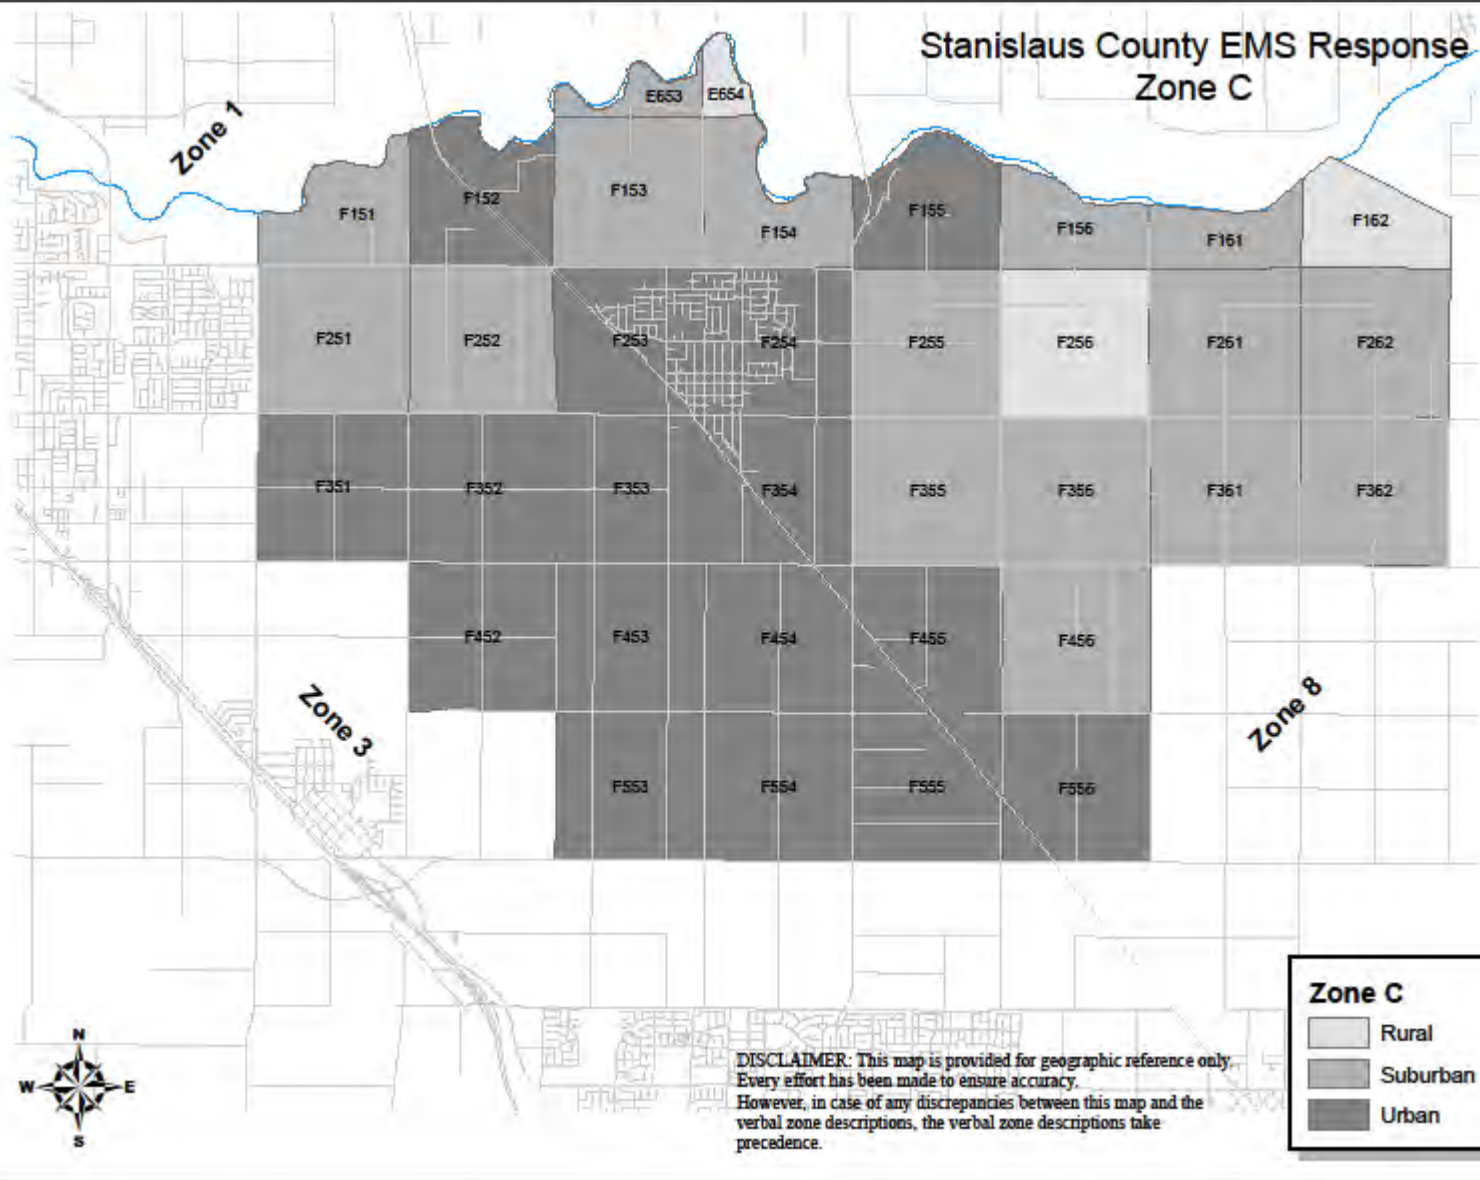 Stanislaus County EMS Response
Zone C
Zone 1
E653
E654
F151
F152
F153
F154
F155
F156
F161
F162
F251
F252
F253
F254
F255
F256
F261
F262
F351
F352
F353
F354
F355
F356
F361
F362
F452
F453
F454
F455
F456
Zone 3
Zone 8
F553
F554
F555
F556
Zone C
Rural
Suburban
Urban
N
W E
S
DISCLAIMER: This map is provided for geographic reference only.
Every effort has been made to ensure accuracy.
However, in case of any discrepancies between this map and the
verbal zone descriptions, the verbal zone descriptions take
precedence.